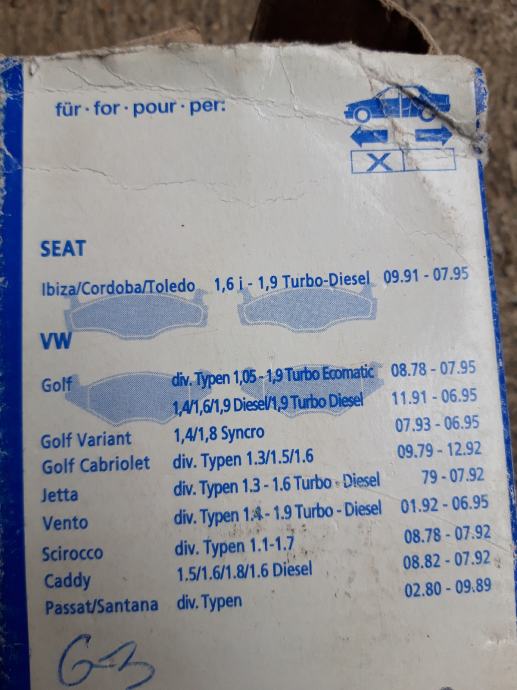 für · for · pour · per:
X
SEAT
Ibiza/Cordoba/Toledo 1,6 i - 1,9 Turbo-Diesel 09.91 - 07.95
VW
Golf div. Typen 1,05 - 1,9 Turbo Ecomatic 08.78 - 07.95
1,4/1,6/1,9 Diesel/1,9 Turbo Diesel 11.91 - 06.95
Golf Variant 1,4/1,8 Syncro 07.93 - 06.95
Golf Cabriolet div. Typen 1.3/1.5/1.6 09.79 - 12.92
Jetta div. Typen 1.3 - 1.6 Turbo - Diesel 79 - 07.92
Vento div. Typen 1.4 - 1.9 Turbo - Diesel 01.92 - 06.95
Scirocco div. Typen 1.1-1.7 08.78 - 07.92
Caddy 1.5/1.6/1.8/1.6 Diesel 08.82 - 07.92
Passat/Santana div. Typen 02.80 - 09.89
G-3